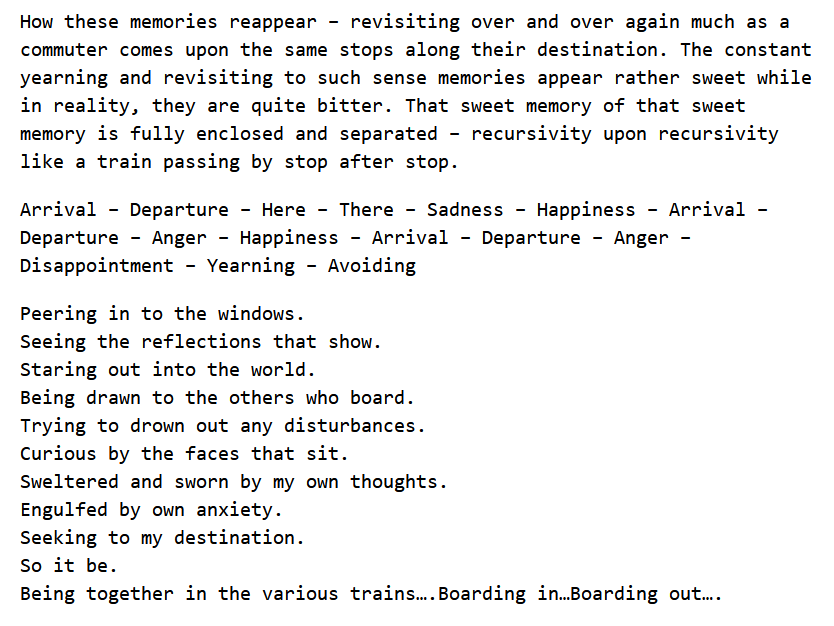 How these memories reappear – revisiting over and over again much as a
commuter comes upon the same stops along their destination. The constant
yearning and revisiting to such sense memories appear rather sweet while
in reality, they are quite bitter. That sweet memory of that sweet
memory is fully enclosed and separated – recursivity upon recursivity
like a train passing by stop after stop.
Arrival – Departure – Here – There – Sadness – Happiness – Arrival –
Departure – Anger – Happiness – Arrival – Departure – Anger –
Disappointment – Yearning – Avoiding
Peering in to the windows.
Seeing the reflections that show.
Staring out into the world.
Being drawn to the others who board.
Trying to drown out any disturbances.
Curious by the faces that sit.
Sweltered and sworn by my own thoughts.
Engulfed by own anxiety.
Seeking to my destination.
So it be.
Being together in the various trains….Boarding in…Boarding out….